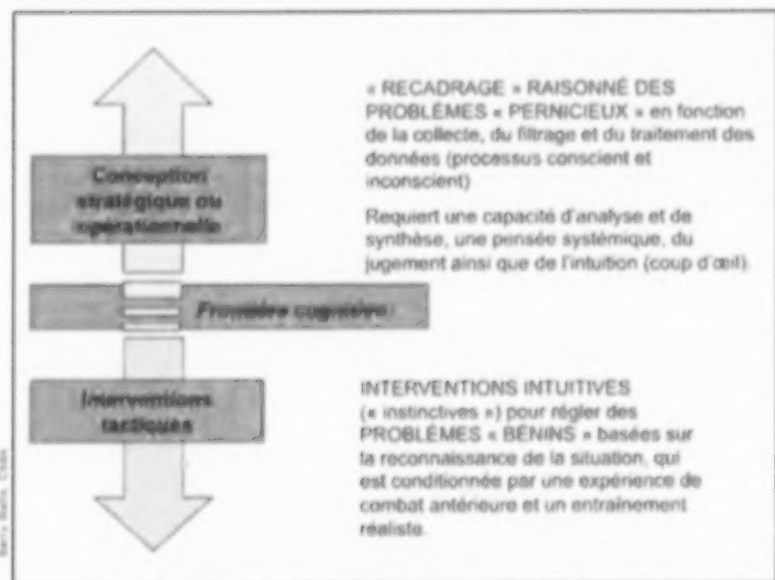 « RECADRAGE » RAISONNÉ DES
PROBLÈMES « PERNICIEUX » en fonction
de la collecte, du filtrage et du traitement des
données (processus conscient et
inconscient)
Requiert une capacité d'analyse et de
synthèse, une pensée systémique, du
jugement ainsi que de l'intuition (coup d'œil).
Conception
stratégique ou
opérationnelle
Frontière cognitive
Interventions
tactiques
INTERVENTIONS INTUITIVES
(« instinctives ») pour régler des
PROBLÈMES « BÉNINS » basées sur
la reconnaissance de la situation, qui
est conditionnée par une expérience de
combat antérieure et un entraînement
réaliste.